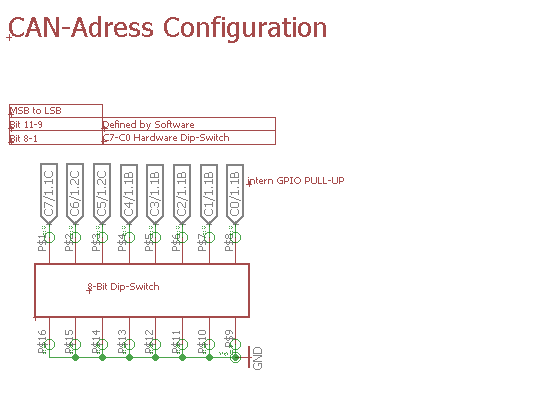 CAN-Adress Configuration
MSB to LSB
Bit 11-9 Defined by Software
Bit 8-1 C7-C0 Hardware Dip-Switch
C7/1.1C C6/1.2C C5/1.2C C4/1.1B C3/1.1B C2/1.1B C1/1.1B C0/1.1B
intern GPIO PULL-UP
P$1 P$2 P$3 P$4 P$5 P$6 P$7 P$8
8-Bit Dip-Switch
P$16 P$15 P$14 P$13 P$12 P$11 P$10 P$9
GND